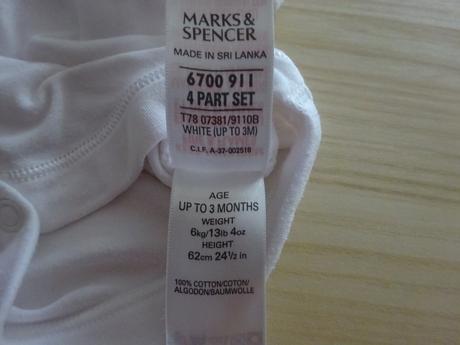 MARKS &
SPENCER
MADE IN SRI LANKA
6700 911
4 PART SET
T78 07381/9110B
WHITE (UP TO 3M)
C.I.F. A-37-002518
AGE
UP TO 3 MONTHS
WEIGHT
6kg/13lb 4oz
HEIGHT
62cm 24½ in
100% COTTON/COTON/
ALGODON/BAUMWOLLE